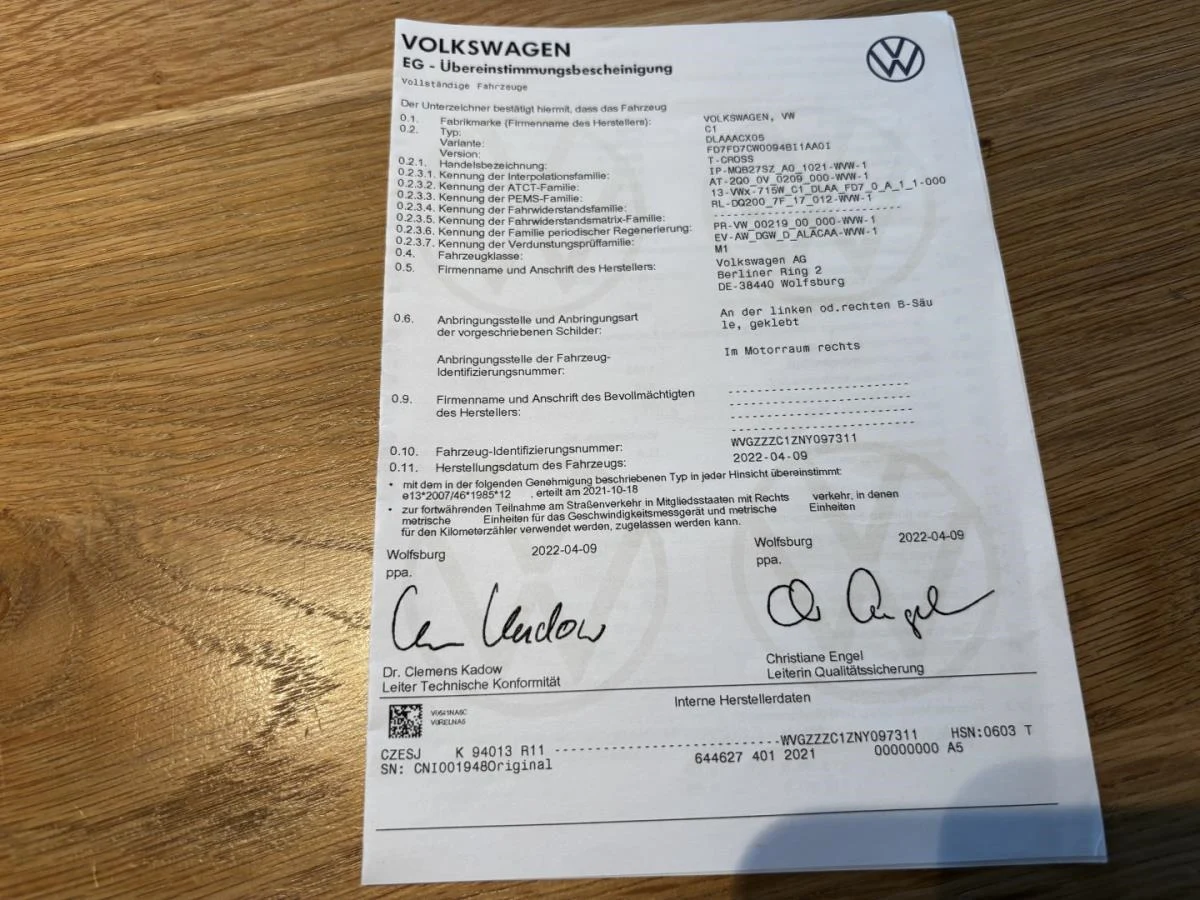 VOLKSWAGEN
EG - Übereinstimmungsbescheinigung
Vollständige Fahrzeuge
Der Unterzeichner bestätigt hiermit, dass das Fahrzeug
0.1. Fabrikmarke (Firmenname des Herstellers): VOLKSWAGEN, VW
0.2. Typ: C1
Variante: DLAAACX05
Version: FD7FD7CW0094BI1AA0I
0.2.1. Handelsbezeichnung: T-CROSS
0.2.3.1. Kennung der Interpolationsfamilie: IP-MQB27SZ_A0_1021-WVW-1
0.2.3.2. Kennung der ATCT-Familie: AT-2Q0_0V_0209_000-WVW-1
0.2.3.3. Kennung der PEMS-Familie: 13-VWx-715W_C1_DLAA_FD7_0_A_1_1-000
0.2.3.4. Kennung der Fahrwiderstandsfamilie: RL-DQ200_7F_17_012-WVW-1
0.2.3.5. Kennung der Fahrwiderstandsmatrix-Familie: - - - - - - - - - - - - - - - - - - - - - - - -
0.2.3.6. Kennung der Familie periodischer Regenerierung: PR-VW_00219_00_000-WVW-1
0.2.3.7. Kennung der Verdunstungsprüffamilie: EV-AW_DGW_D_ALACAA-WVW-1
0.4. Fahrzeugklasse: M1
0.5. Firmenname und Anschrift des Herstellers: Volkswagen AG
Berliner Ring 2
DE-38440 Wolfsburg
0.6. Anbringungsstelle und Anbringungsart An der linken od.rechten B-Säu
der vorgeschriebenen Schilder: le, geklebt
Anbringungsstelle der Fahrzeug- Im Motorraum rechts
Identifizierungsnummer:
0.9. Firmenname und Anschrift des Bevollmächtigten
des Herstellers:
0.10. Fahrzeug-Identifizierungsnummer: WVGZZZC1ZNY097311
0.11. Herstellungsdatum des Fahrzeugs: 2022-04-09
• mit dem in der folgenden Genehmigung beschriebenen Typ in jeder Hinsicht übereinstimmt:
e13*2007/46*1985*12 , erteilt am 2021-10-18
• zur fortwährenden Teilnahme am Straßenverkehr in Mitgliedsstaaten mit Rechts verkehr, in denen
metrische Einheiten für das Geschwindigkeitsmessgerät und metrische Einheiten
für den Kilometerzähler verwendet werden, zugelassen werden kann.
Wolfsburg 2022-04-09 Wolfsburg 2022-04-09
ppa. ppa.
Dr. Clemens Kadow Christiane Engel
Leiter Technische Konformität Leiterin Qualitätssicherung
Interne Herstellerdaten
V0RELNA5
CZESJ K 94013 R11 - - - - - - - - - - - - - - - - - - - - - - - - WVGZZZC1ZNY097311 HSN:0603 T
SN: CNI001948Original 644627 401 2021 00000000 A5